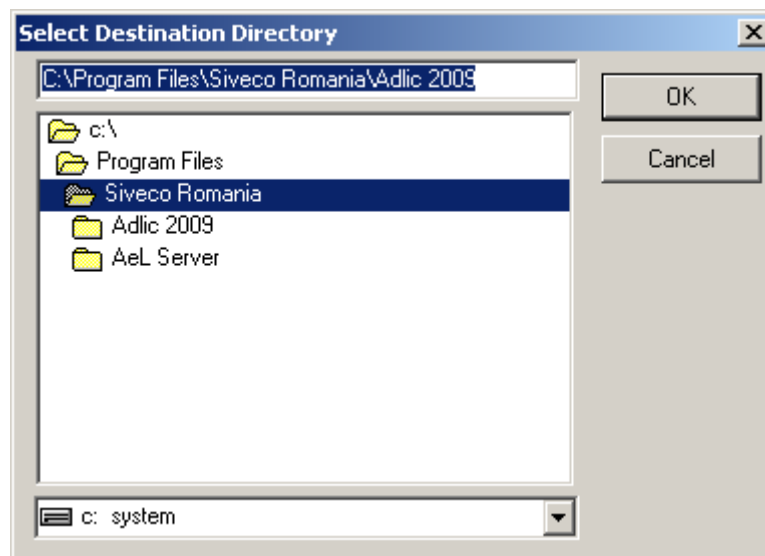 Select Destination Directory
C:\Program Files\Siveco Romania\Adlic 2009
OK
Cancel
c:\
Program Files
Siveco Romania
Adlic 2009
AeL Server
c: system